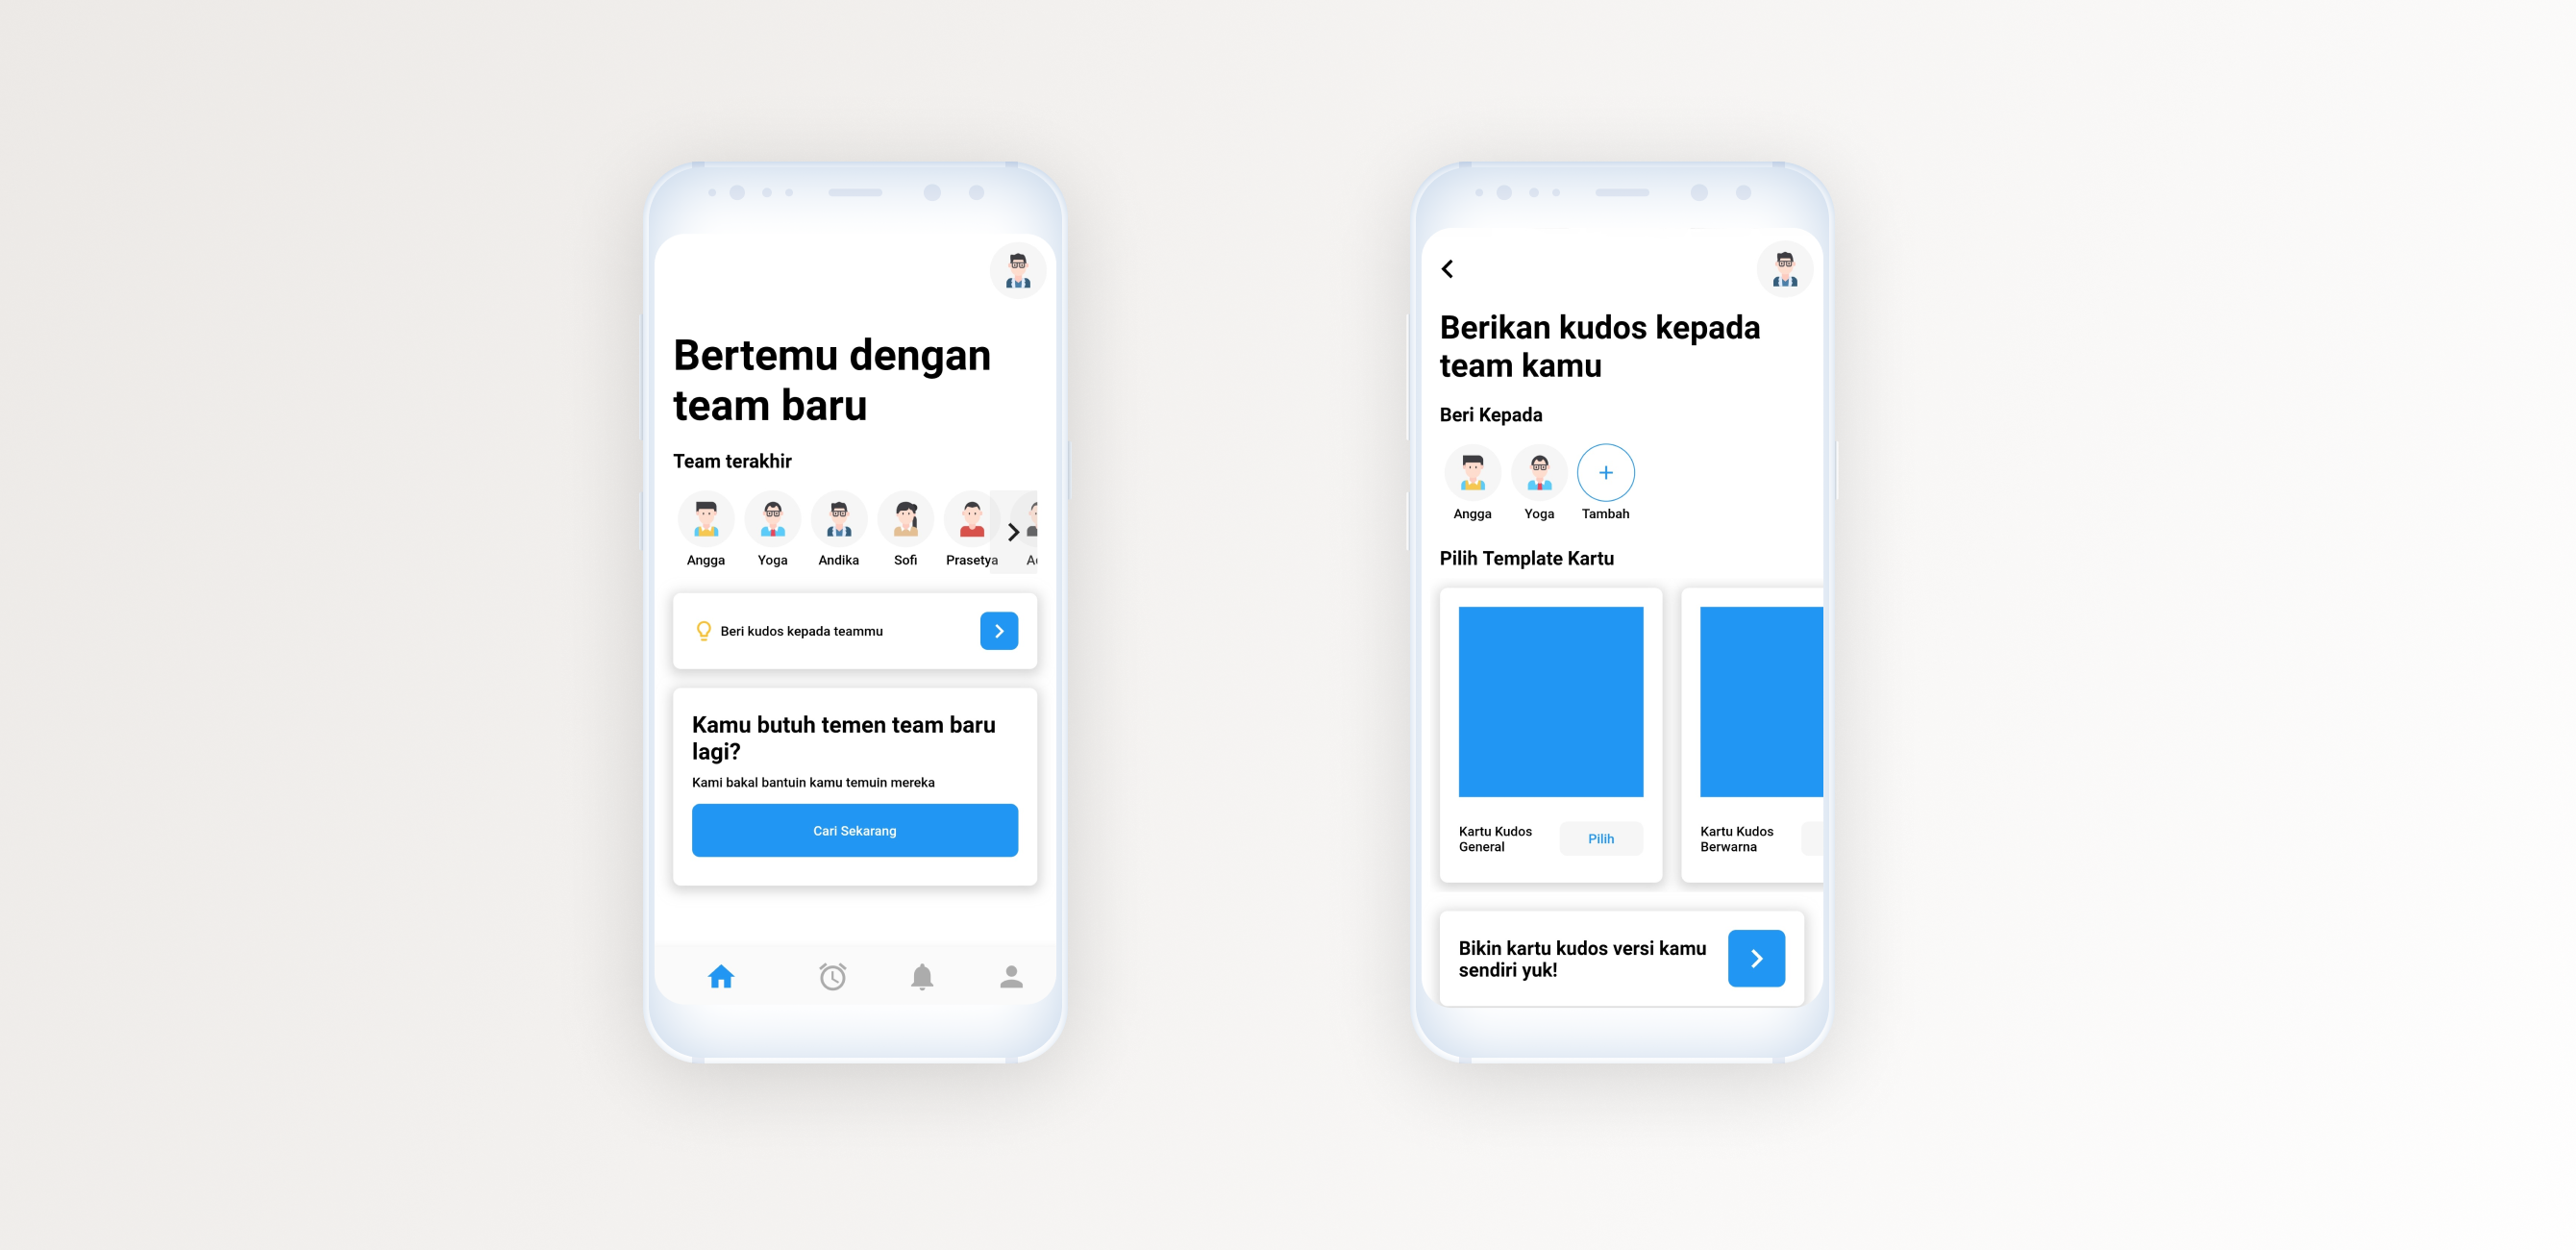 Bertemu dengan
team baru
Team terakhir
Angga Yoga Andika Sofi Prasetya
Beri kudos kepada teammu
Kamu butuh temen team baru
lagi?
Kami bakal bantuin kamu temuin mereka
Cari Sekarang
Berikan kudos kepada
team kamu
Beri Kepada
Angga Yoga Tambah
Pilih Template Kartu
Kartu Kudos
General
Pilih
Kartu Kudos
Berwarna
Bikin kartu kudos versi kamu
sendiri yuk!